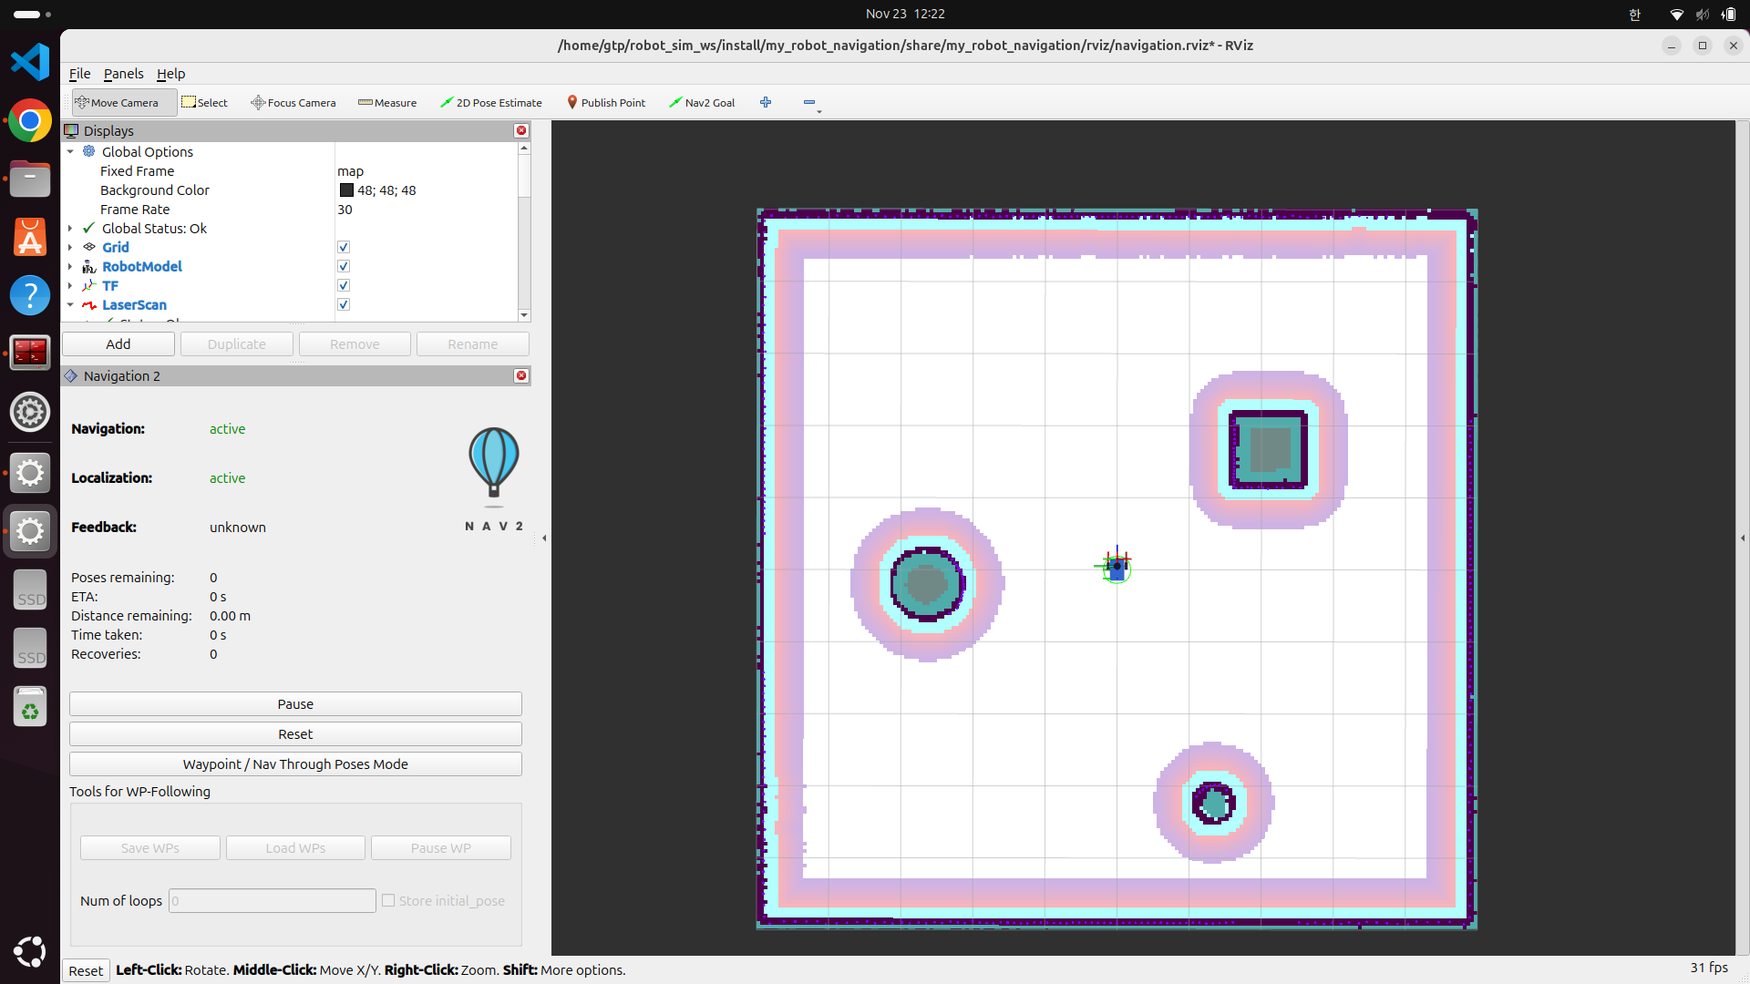 Nov 23 12:22
한
/home/gtp/robot_sim_ws/install/my_robot_navigation/share/my_robot_navigation/rviz/navigation.rviz* - RViz
File Panels Help
Move Camera Select Focus Camera Measure 2D Pose Estimate Publish Point Nav2 Goal
Displays
Global Options
Fixed Frame map
Background Color 48; 48; 48
Frame Rate 30
Global Status: Ok
Grid
RobotModel
TF
LaserScan
Add Duplicate Remove Rename
Navigation 2
Navigation: active
Localization: active
Feedback: unknown
NAV2
Poses remaining: 0
ETA: 0 s
Distance remaining: 0.00 m
Time taken: 0 s
Recoveries: 0
Pause
Reset
Waypoint / Nav Through Poses Mode
Tools for WP-Following
Save WPs Load WPs Pause WP
Num of loops 0 Store initial_pose
SSD
SSD
Reset Left-Click: Rotate. Middle-Click: Move X/Y. Right-Click: Zoom. Shift: More options. 31 fps